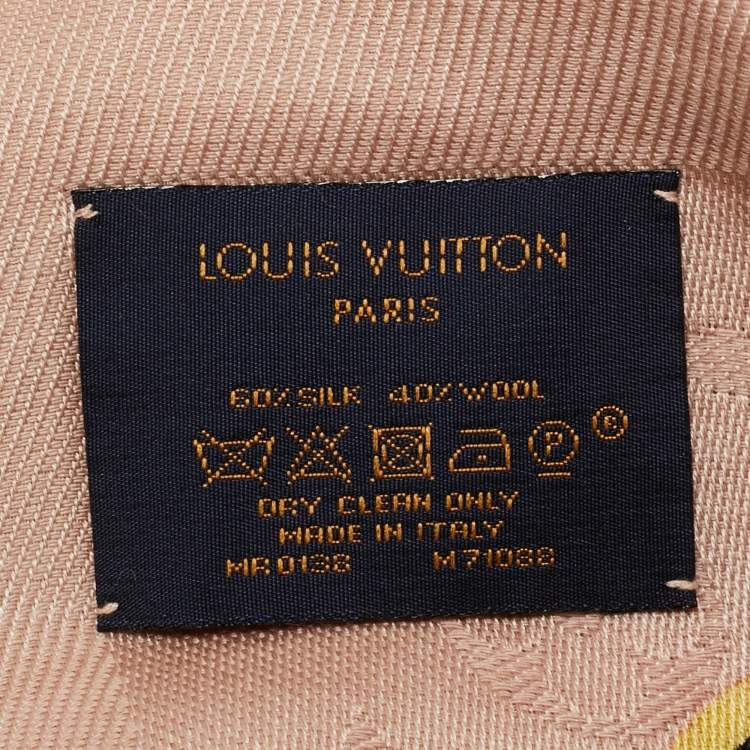 LOUIS VUITTON
PARIS
60% SILK 40% WOOL
P ®
DRY CLEAN ONLY
MADE IN ITALY
MR0138 M71088